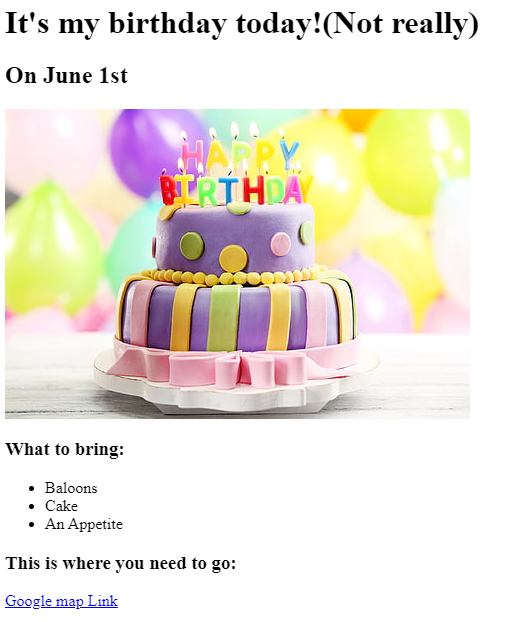 It's my birthday today!(Not really)
On June 1st
HAPPY
BIRTHDAY
What to bring:
Baloons
Cake
An Appetite
This is where you need to go:
Google map Link